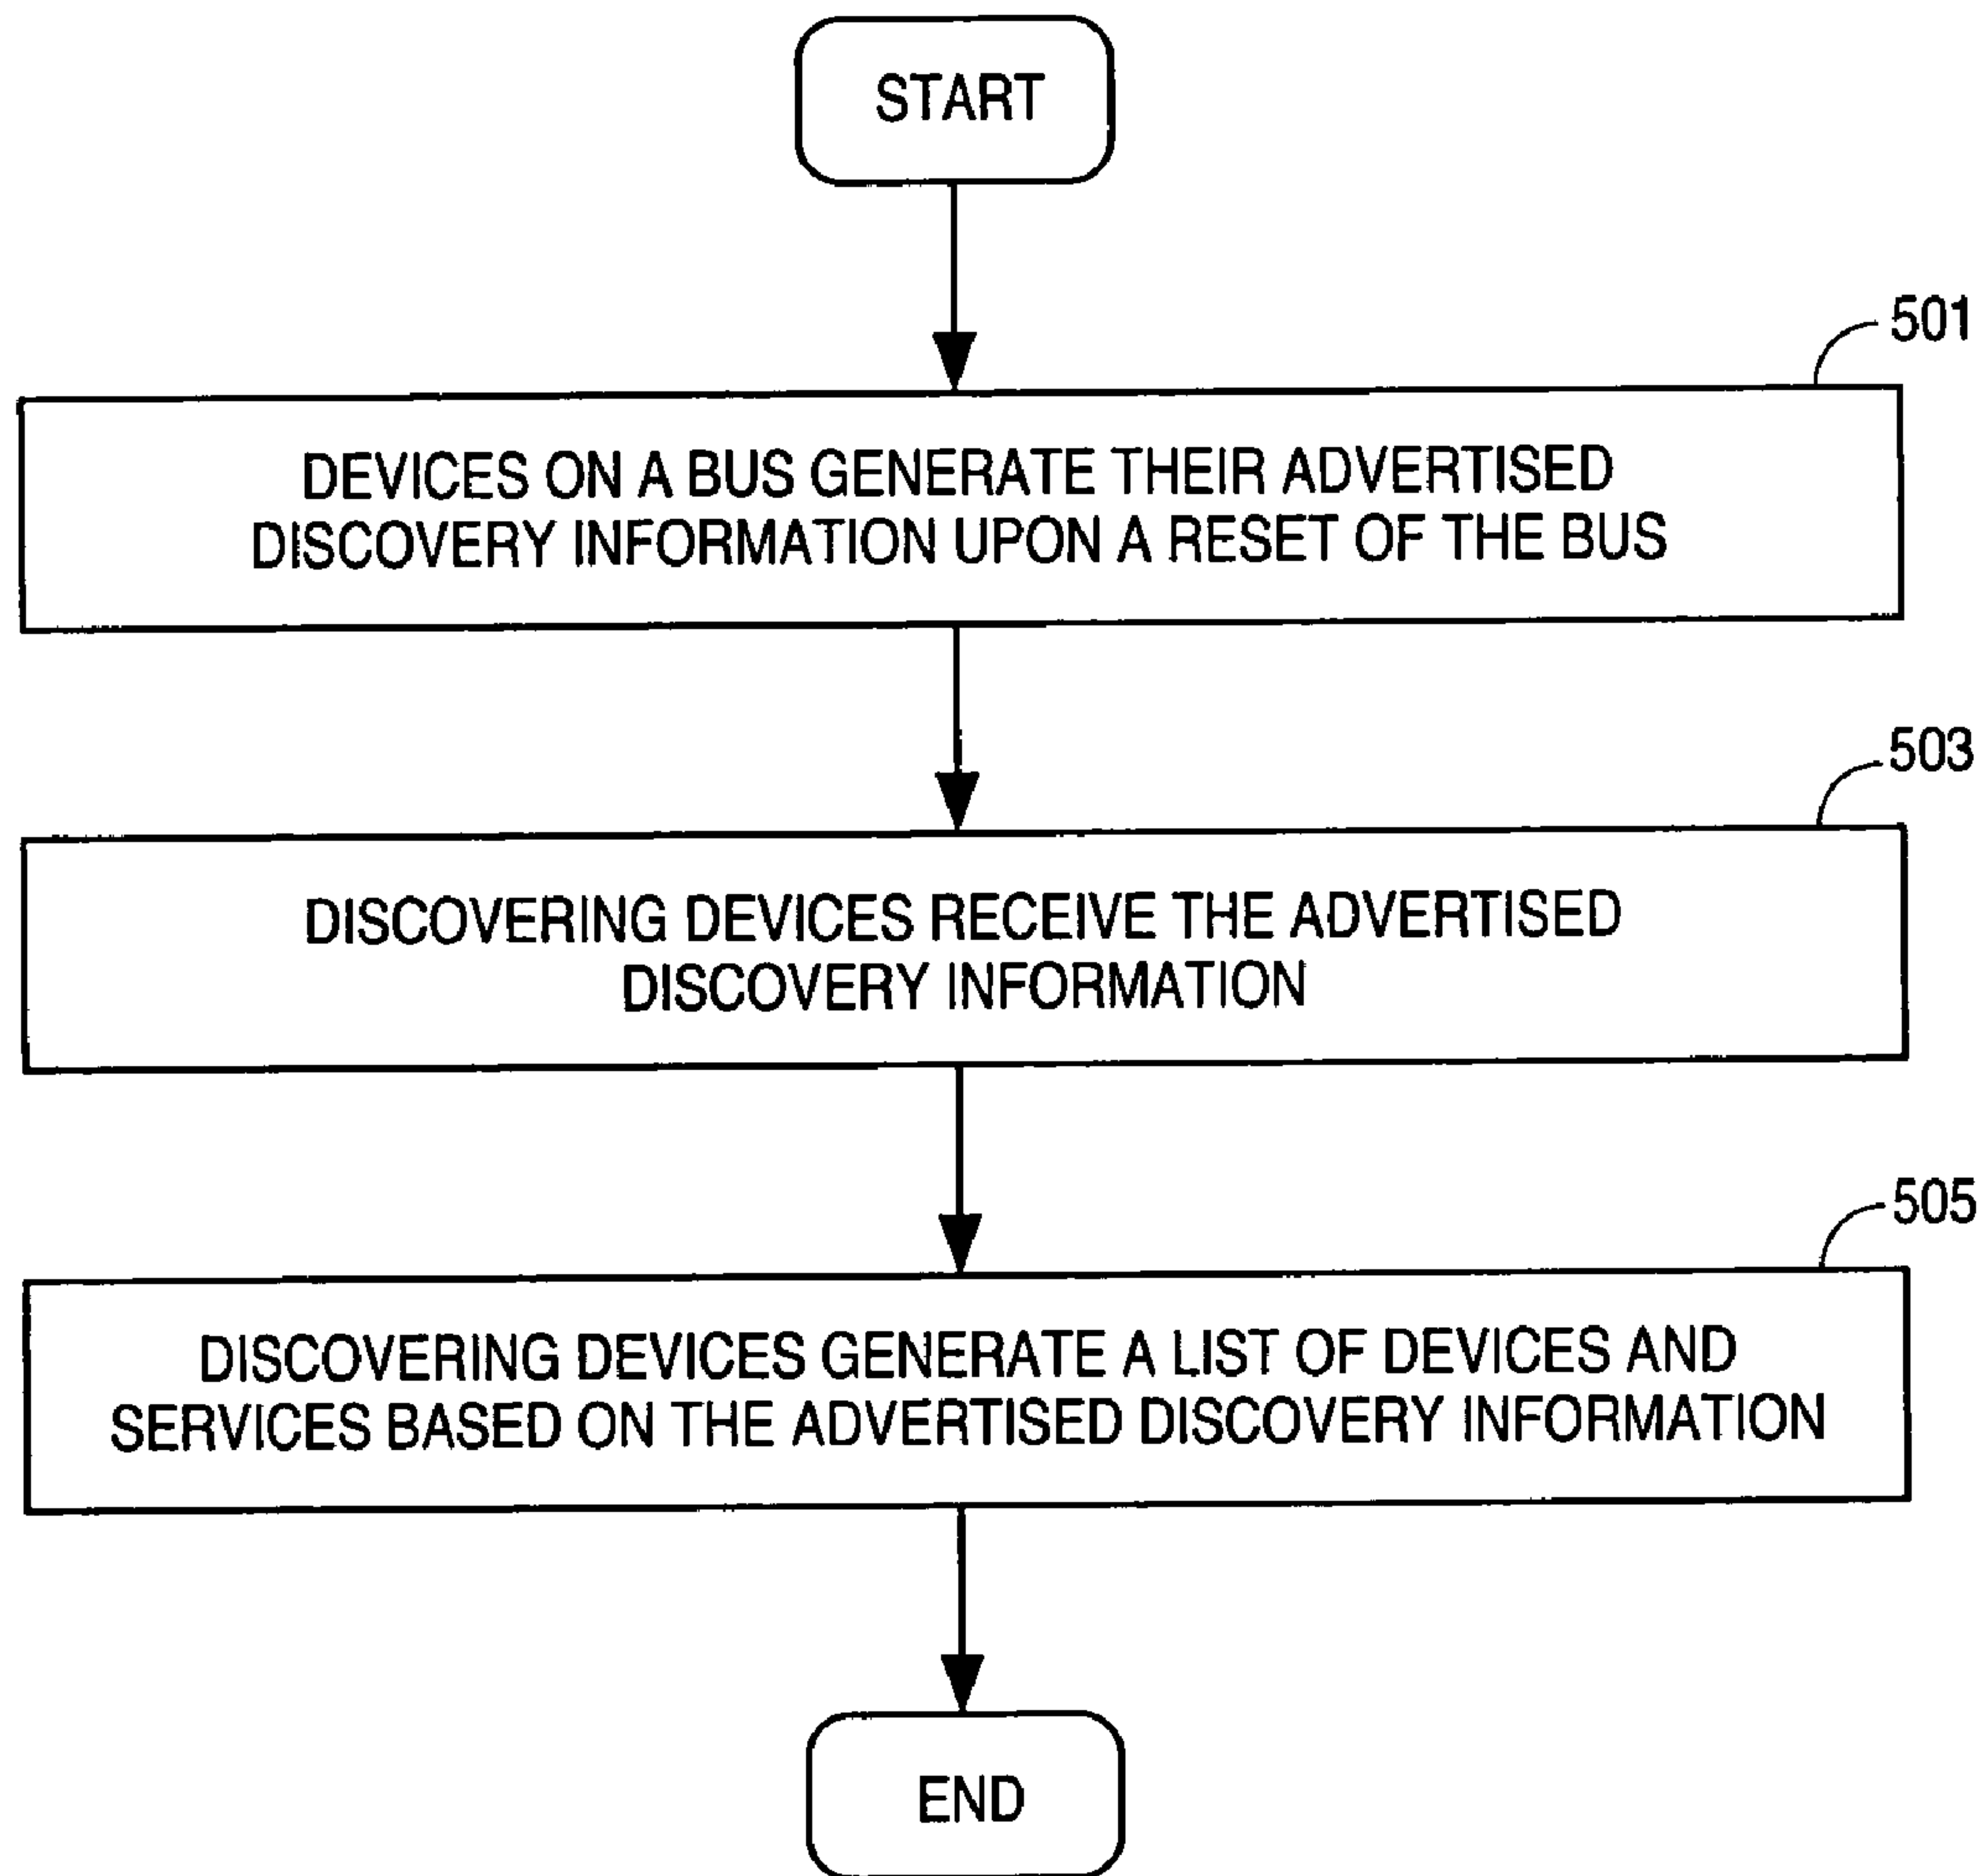 START
501
DEVICES ON A BUS GENERATE THEIR ADVERTISED
DISCOVERY INFORMATION UPON A RESET OF THE BUS
503
DISCOVERING DEVICES RECEIVE THE ADVERTISED
DISCOVERY INFORMATION
505
DISCOVERING DEVICES GENERATE A LIST OF DEVICES AND
SERVICES BASED ON THE ADVERTISED DISCOVERY INFORMATION
END